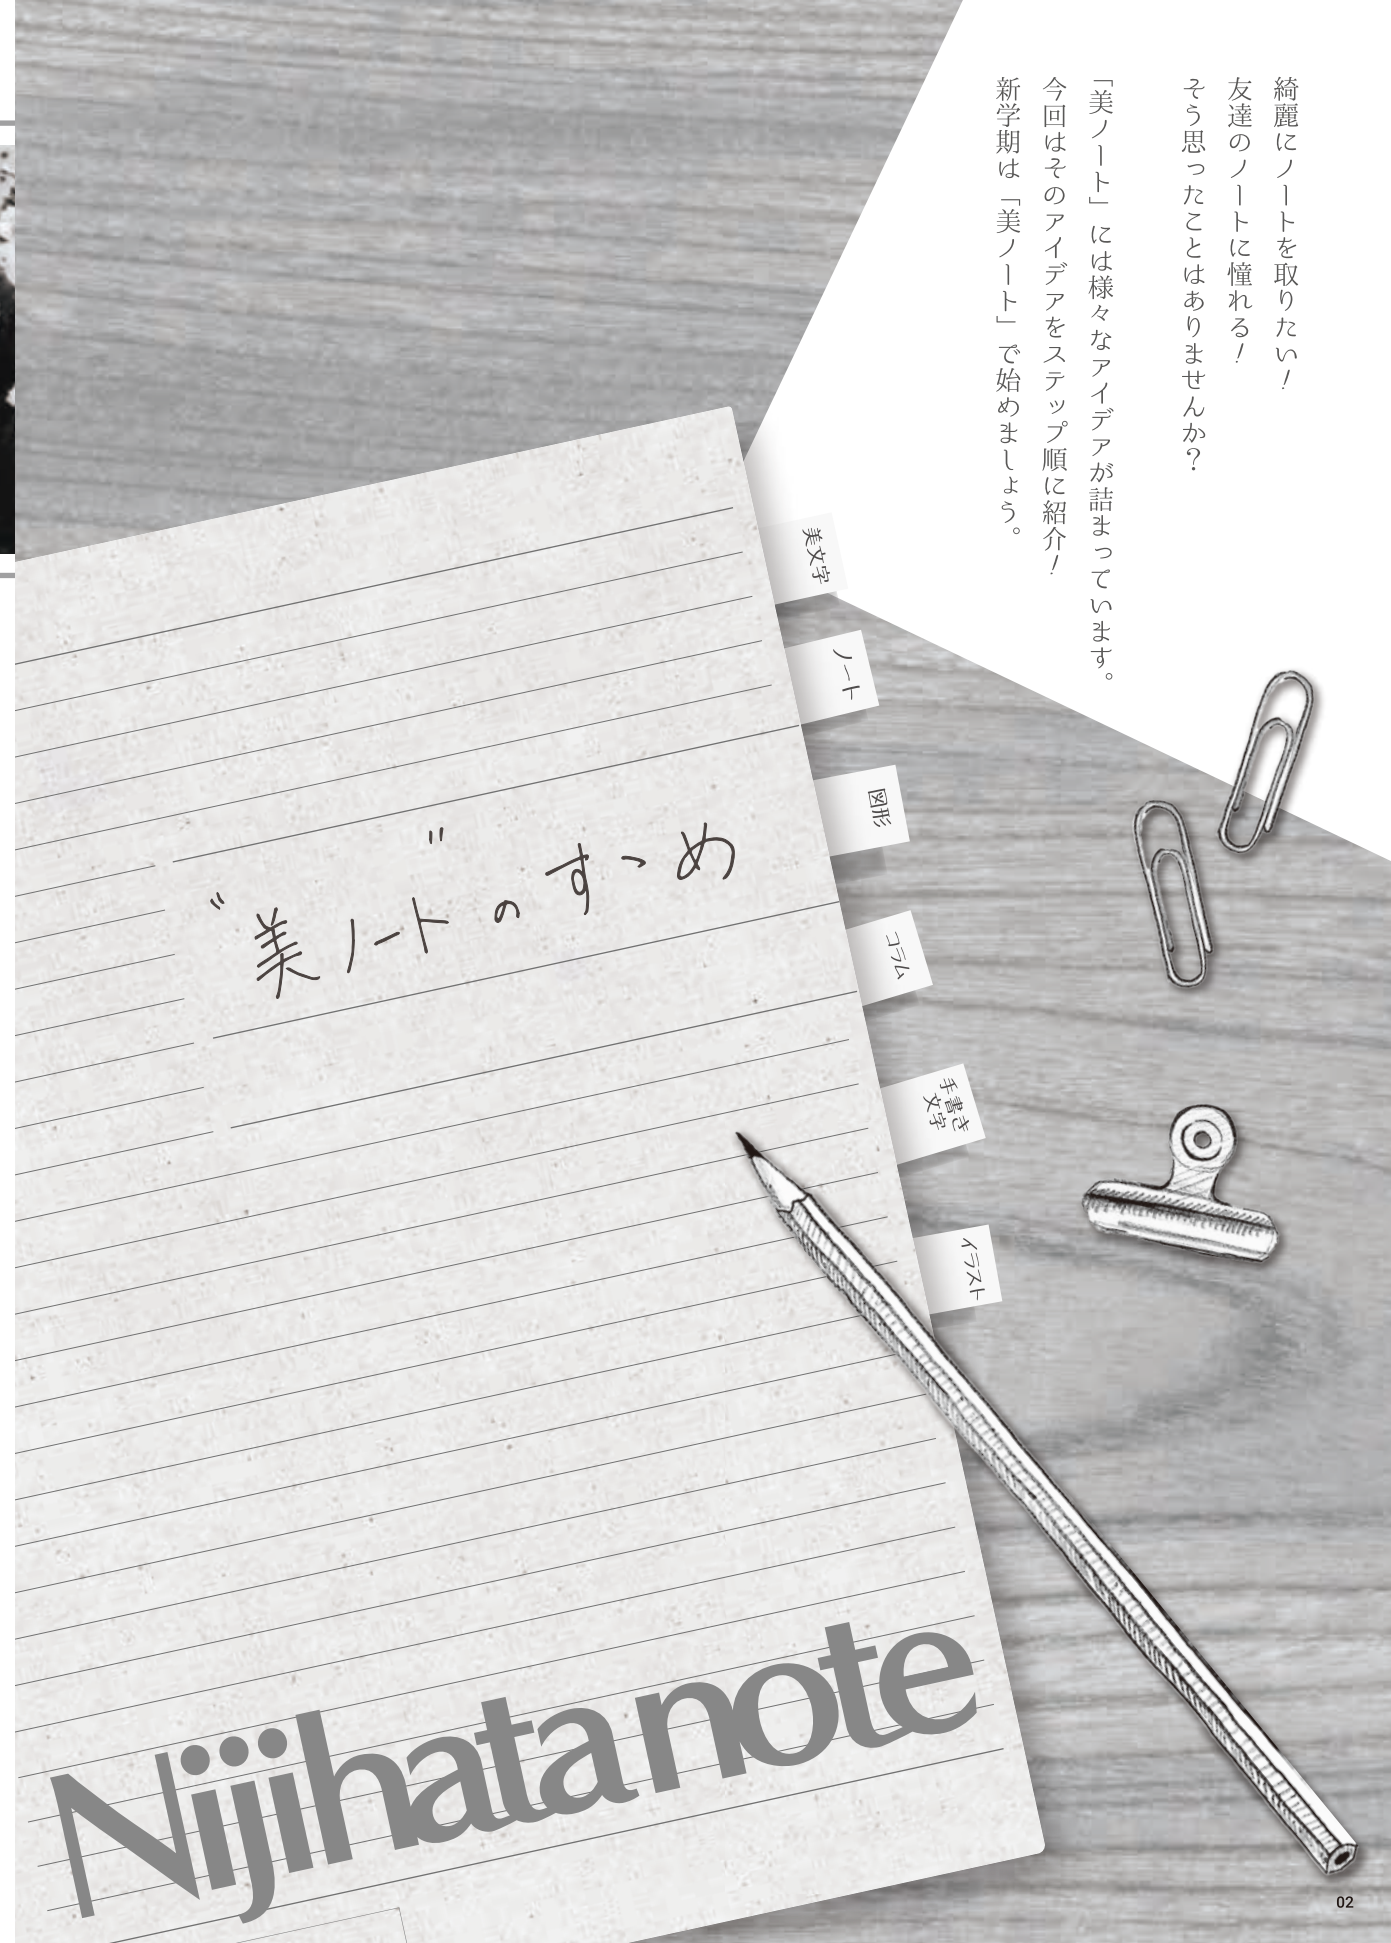 綺麗にノートを取りたい！
友達のノートに憧れる！
そう思ったことはありませんか？
「美ノート」には様々なアイデアが詰まっています。
今回はそのアイデアをステップ順に紹介！
新学期は「美ノート」で始めましょう。
美文字
ノート
図形
コラム
手書き
文字
イラスト
“美ノート”のすゝめ
Nijihata note
02